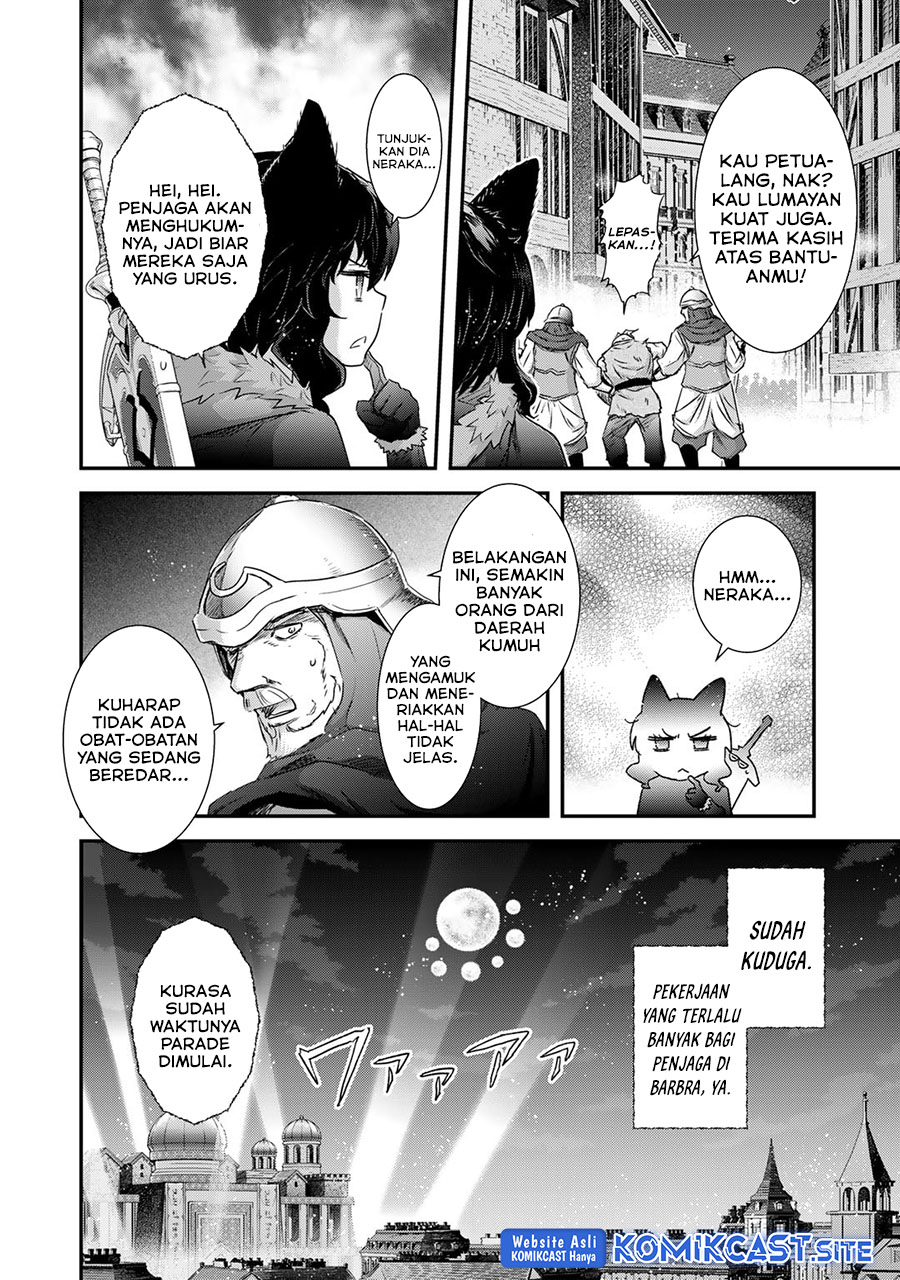 KAU PETUA-
LANG, NAK?
KAU LUMAYAN
KUAT JUGA.
TERIMA KASIH
ATAS BANTU-
ANMU!
LEPAS-
KAN...!
TUNJUK-
KAN DIA
NERAKA...
HEI, HEI.
PENJAGA AKAN
MENGHUKUM-
NYA, JADI BIAR
MEREKA SAJA
YANG URUS.
HMM...
NERAKA...
BELAKANGAN
INI, SEMAKIN
BANYAK
ORANG DARI
DAERAH
KUMUH
YANG
MENGAMUK
DAN MENE-
RIAKKAN
HAL-HAL
TIDAK
JELAS.
KUHARAP
TIDAK ADA
OBAT-OBATAN
YANG SEDANG
BEREDAR...
SUDAH
KUDUGA.
PEKERJAAN
YANG TERLALU
BANYAK BAGI
PENJAGA DI
BARBRA, YA.
ワァァァァァ
KURASA
SUDAH
WAKTUNYA
PARADE
DIMULAI.
Website Asli
KOMIKCAST Hanya
KOMIKCAST SITE